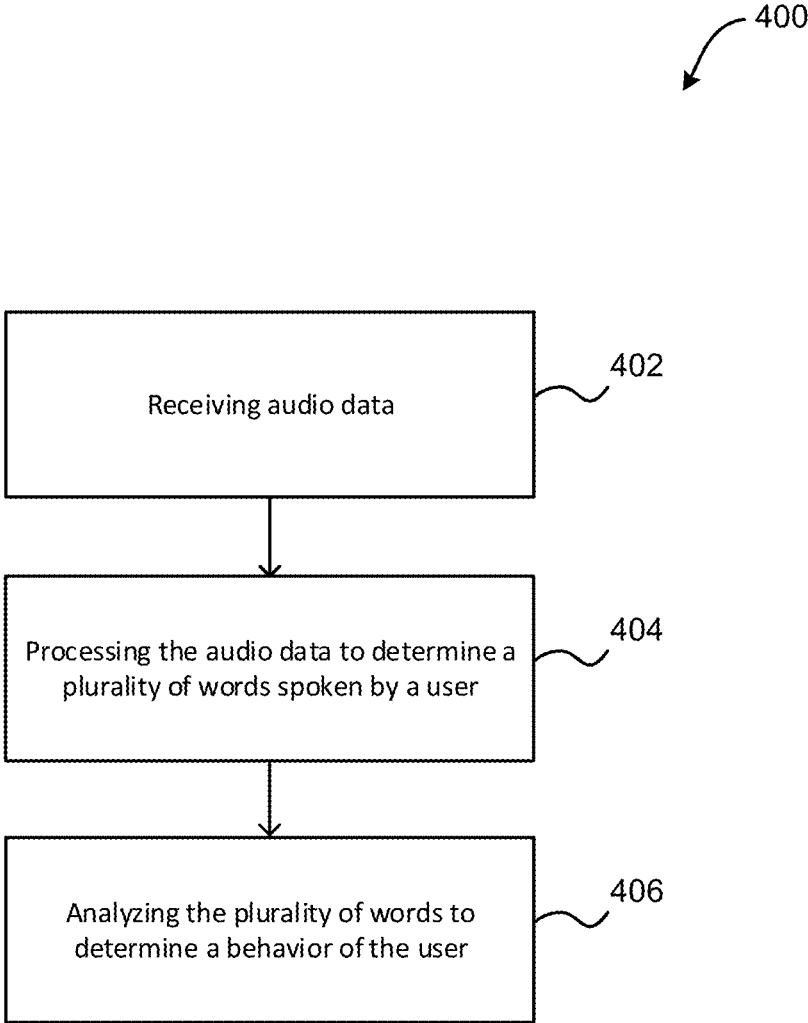 400
Receiving audio data
402
Processing the audio data to determine a
plurality of words spoken by a user
404
Analyzing the plurality of words to
determine a behavior of the user
406